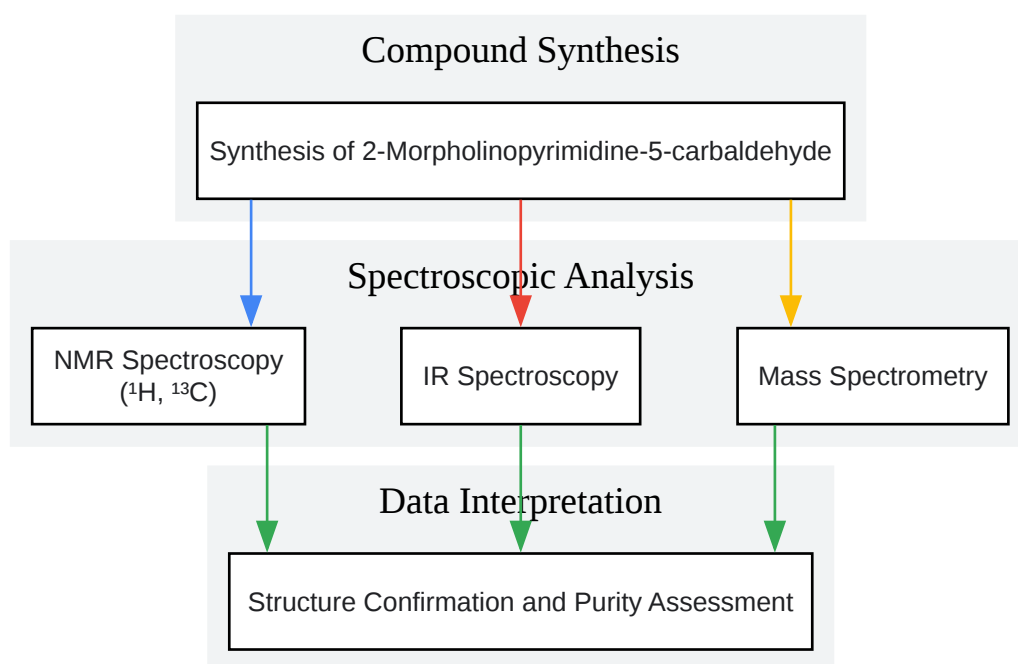 Compound Synthesis
Synthesis of 2-Morpholinopyrimidine-5-carbaldehyde
Spectroscopic Analysis
NMR Spectroscopy
(¹H, ¹³C)
IR Spectroscopy
Mass Spectrometry
Data Interpretation
Structure Confirmation and Purity Assessment